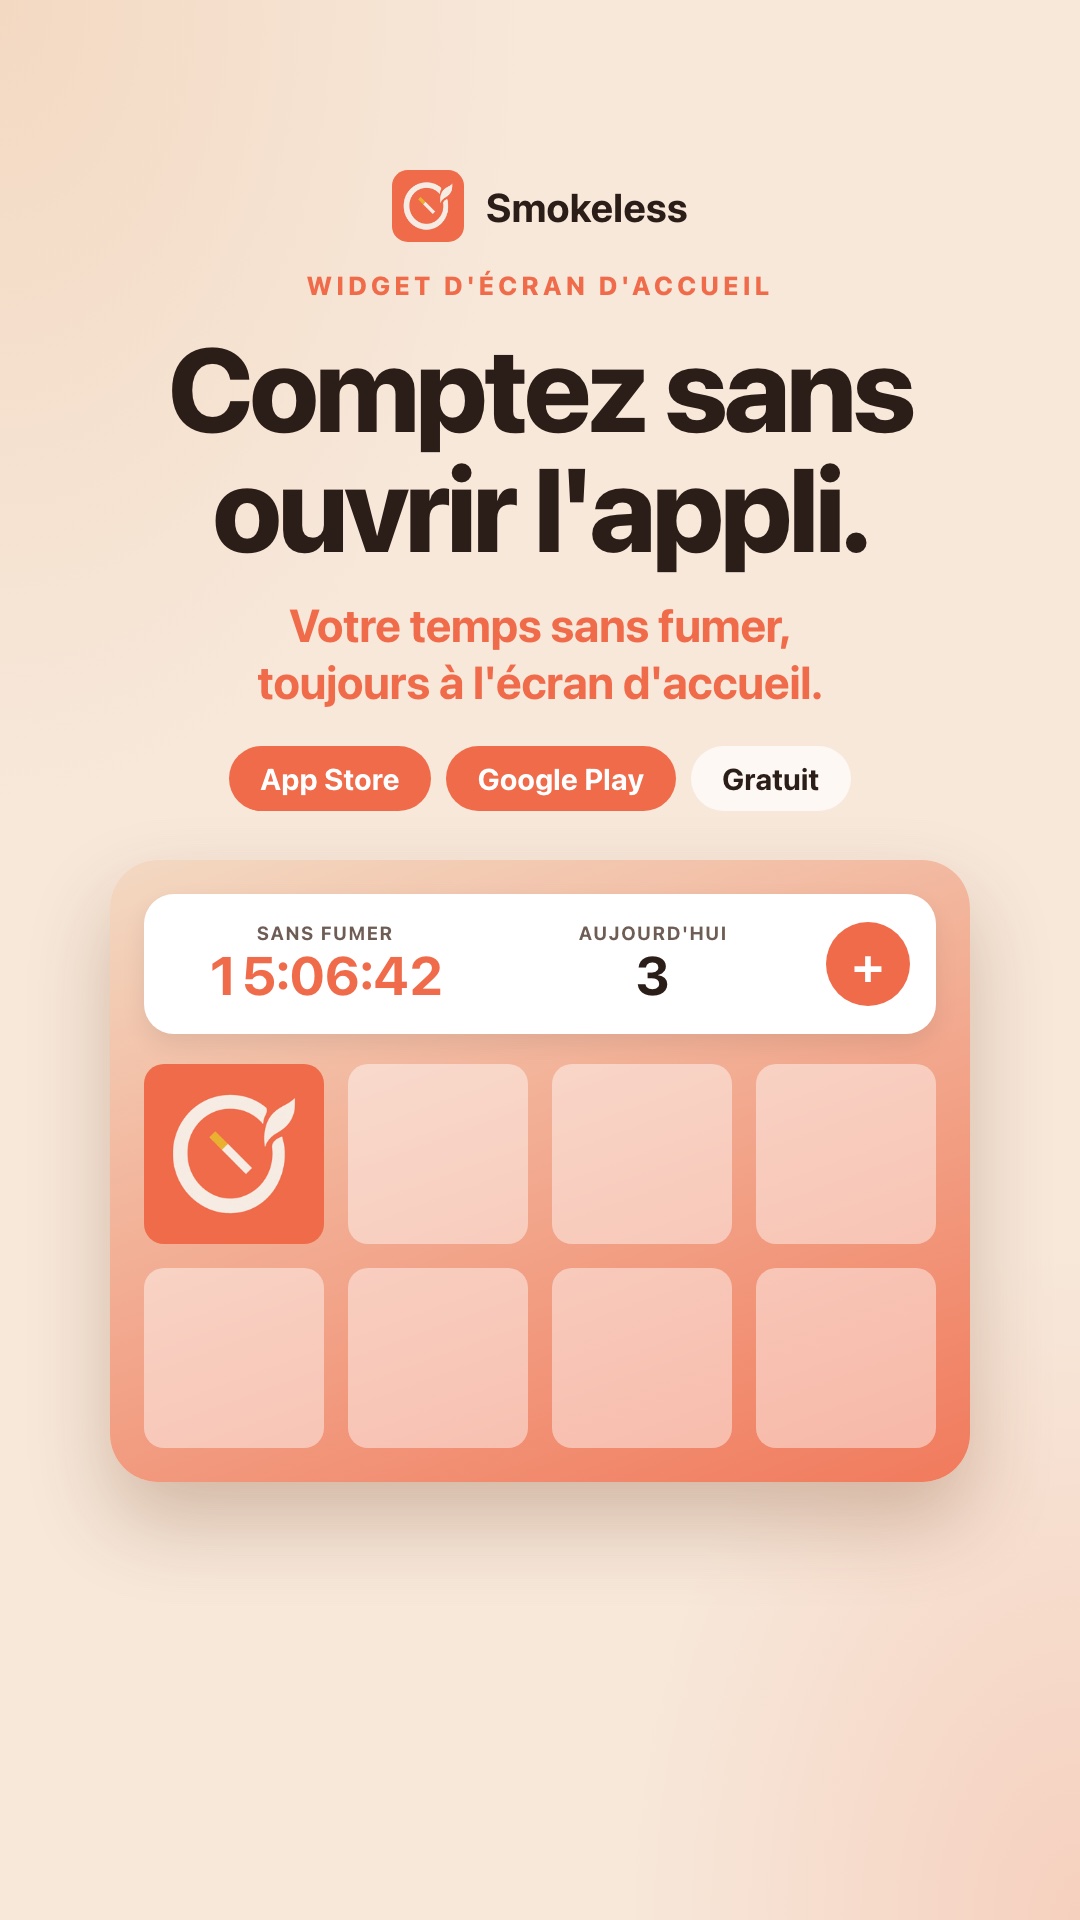 Smokeless
WIDGET D'ÉCRAN D'ACCUEIL
Comptez sans
ouvrir l'appli.
Votre temps sans fumer,
toujours à l'écran d'accueil.
App Store
Google Play
Gratuit
SANS FUMER
15:06:42
AUJOURD'HUI
3
+